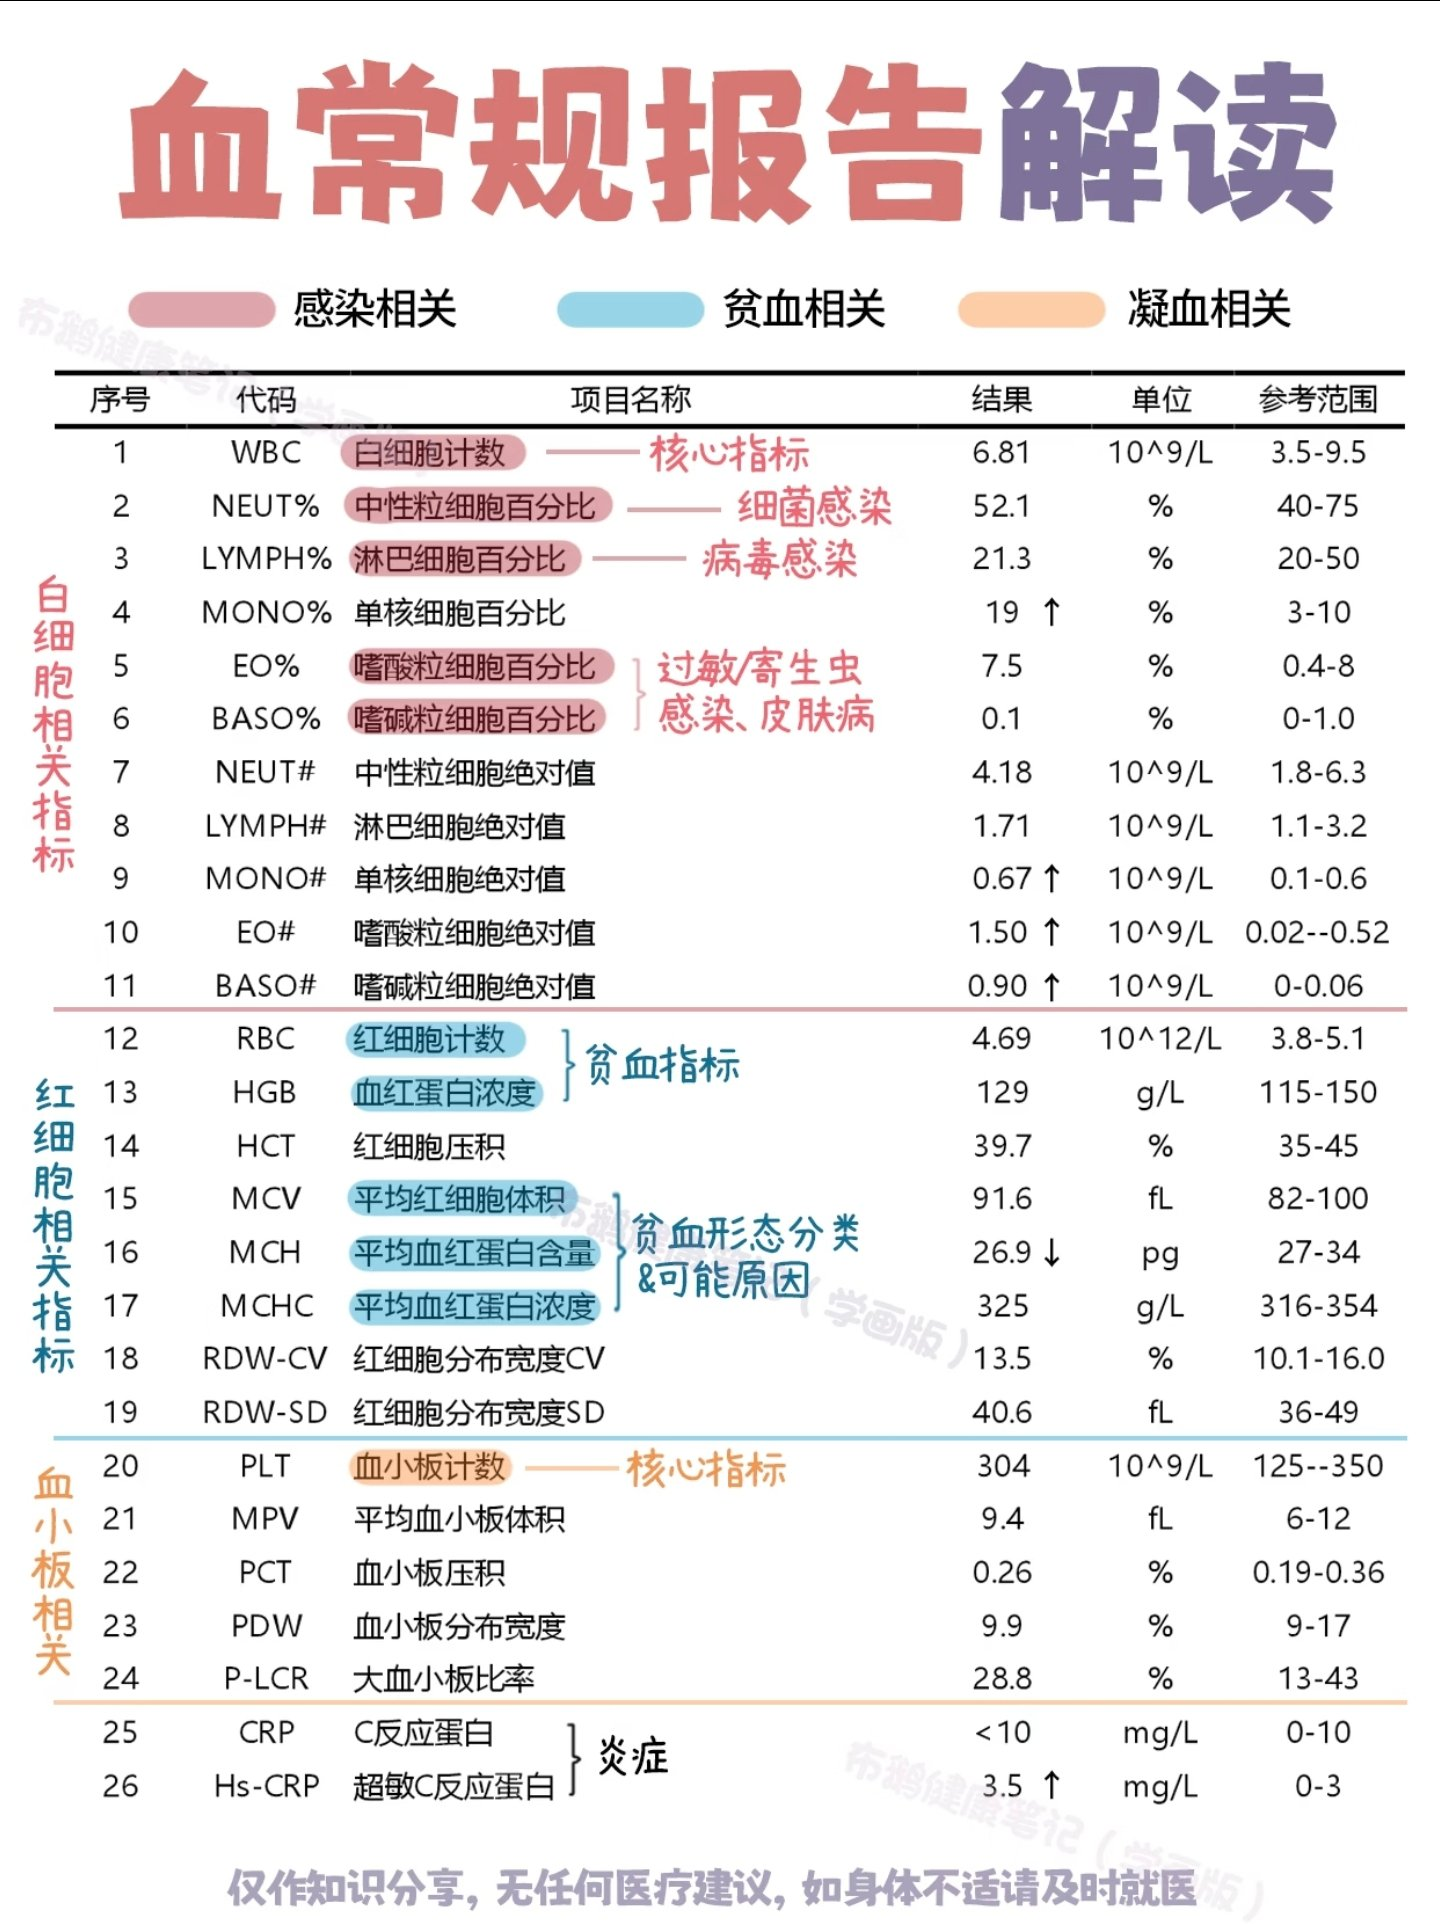 血常规报告解读
感染相关 贫血相关 凝血相关
序号 代码 项目名称 结果 单位 参考范围
白细胞相关指标
1 WBC 白细胞计数 核心指标 6.81 10^9/L 3.5-9.5
2 NEUT% 中性粒细胞百分比 细菌感染 52.1 % 40-75
3 LYMPH% 淋巴细胞百分比 病毒感染 21.3 % 20-50
4 MONO% 单核细胞百分比 19 ↑ % 3-10
5 EO% 嗜酸粒细胞百分比 过敏/寄生虫 7.5 % 0.4-8
6 BASO% 嗜碱粒细胞百分比 感染、皮肤病 0.1 % 0-1.0
7 NEUT# 中性粒细胞绝对值 4.18 10^9/L 1.8-6.3
8 LYMPH# 淋巴细胞绝对值 1.71 10^9/L 1.1-3.2
9 MONO# 单核细胞绝对值 0.67 ↑ 10^9/L 0.1-0.6
10 EO# 嗜酸粒细胞绝对值 1.50 ↑ 10^9/L 0.02--0.52
11 BASO# 嗜碱粒细胞绝对值 0.90 ↑ 10^9/L 0-0.06
红细胞相关指标
12 RBC 红细胞计数 4.69 10^12/L 3.8-5.1
贫血指标
13 HGB 血红蛋白浓度 129 g/L 115-150
14 HCT 红细胞压积 39.7 % 35-45
15 MCV 平均红细胞体积 91.6 fL 82-100
贫血形态分类
16 MCH 平均血红蛋白含量 26.9 ↓ pg 27-34
&可能原因
17 MCHC 平均血红蛋白浓度 325 g/L 316-354
18 RDW-CV 红细胞分布宽度CV 13.5 % 10.1-16.0
19 RDW-SD 红细胞分布宽度SD 40.6 fL 36-49
血小板相关
20 PLT 血小板计数 核心指标 304 10^9/L 125--350
21 MPV 平均血小板体积 9.4 fL 6-12
22 PCT 血小板压积 0.26 % 0.19-0.36
23 PDW 血小板分布宽度 9.9 % 9-17
24 P-LCR 大血小板比率 28.8 % 13-43
25 CRP C反应蛋白 <10 mg/L 0-10
炎症
26 Hs-CRP 超敏C反应蛋白 3.5 ↑ mg/L 0-3
仅作知识分享, 无任何医疗建议, 如身体不适请及时就医
布鹅健康笔记（学画版）
布鹅健康笔记（学画版）
布鹅健康笔记（学画版）